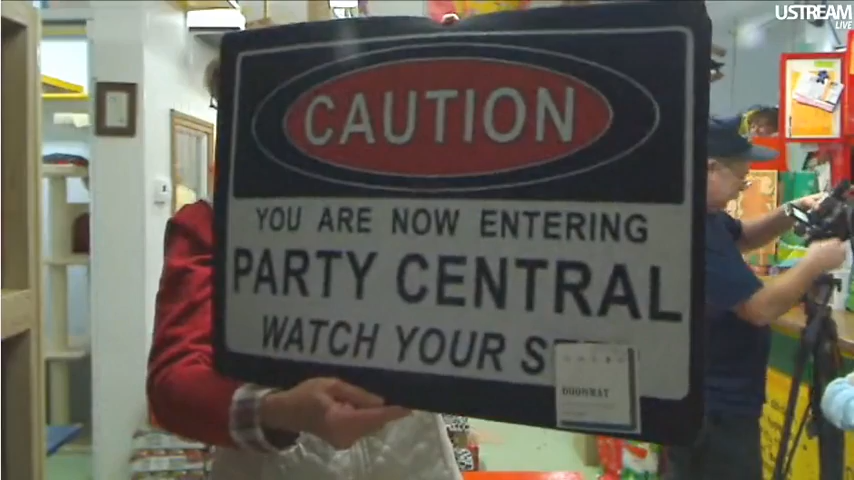 USTREAM
LIVE
CAUTION
YOU ARE NOW ENTERING
PARTY CENTRAL
WATCH YOUR S
DOORMAT